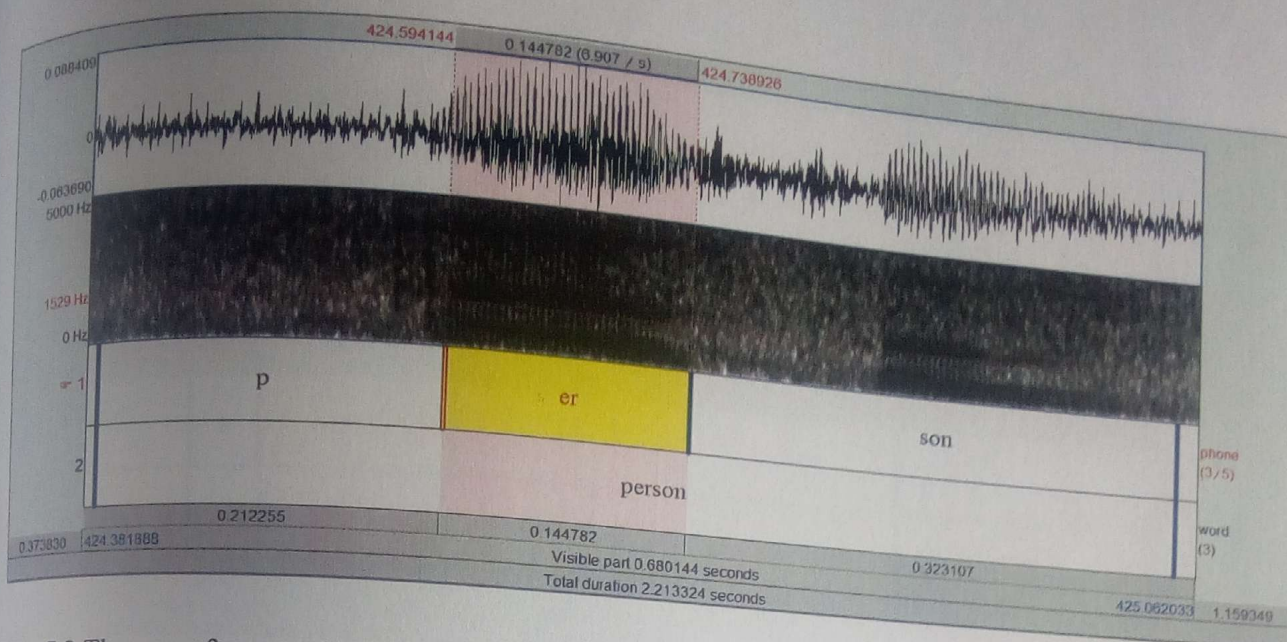 424.594144 0.144782 (6.907 / s) 424.738926
0.088409
0
-0.063690
5000 Hz
1529 Hz
0 Hz
1 p er son phone
(3/5)
2 person word
(3)
0.212255 0.144782 0.323107
0.373830 424.381888 Visible part 0.680144 seconds 425.062033 1.159349
Total duration 2.213324 seconds